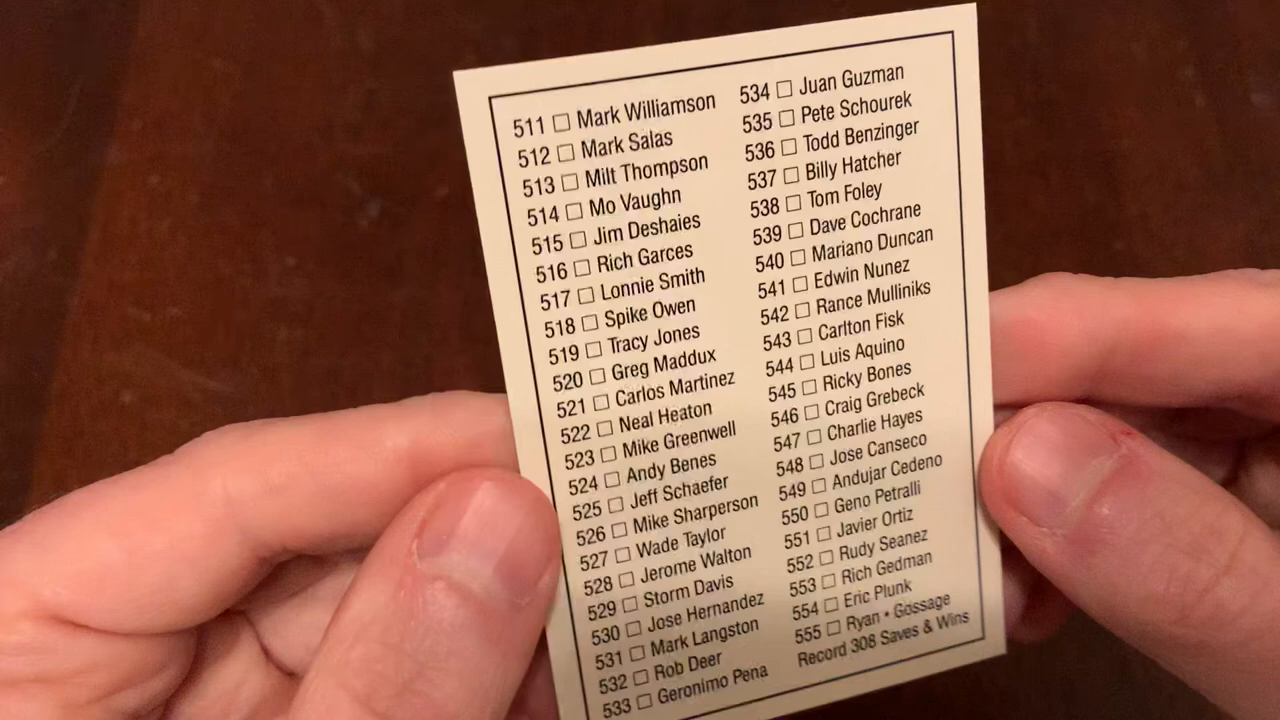 511 Mark Williamson
512 Mark Salas
513 Milt Thompson
514 Mo Vaughn
515 Jim Deshaies
516 Rich Garces
517 Lonnie Smith
518 Spike Owen
519 Tracy Jones
520 Greg Maddux
521 Carlos Martinez
522 Neal Heaton
523 Mike Greenwell
524 Andy Benes
525 Jeff Schaefer
526 Mike Sharperson
527 Wade Taylor
528 Jerome Walton
529 Storm Davis
530 Jose Hernandez
531 Mark Langston
532 Rob Deer
533 Geronimo Pena
534 Juan Guzman
535 Pete Schourek
536 Todd Benzinger
537 Billy Hatcher
538 Tom Foley
539 Dave Cochrane
540 Mariano Duncan
541 Edwin Nunez
542 Rance Mulliniks
543 Carlton Fisk
544 Luis Aquino
545 Ricky Bones
546 Craig Grebeck
547 Charlie Hayes
548 Jose Canseco
549 Andujar Cedeno
550 Geno Petralli
551 Javier Ortiz
552 Rudy Seanez
553 Rich Gedman
554 Eric Plunk
555 Ryan • Gossage
Record 308 Saves & Wins